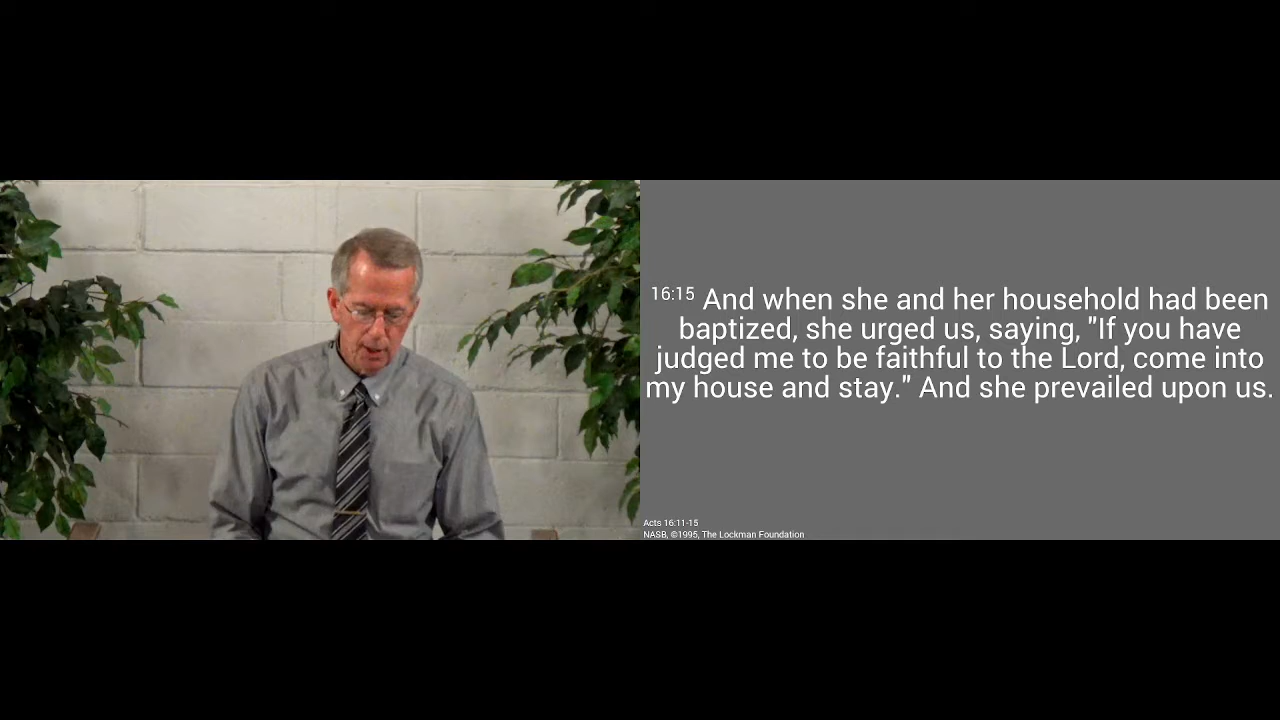 16:15 And when she and her household had been
baptized, she urged us, saying, "If you have
judged me to be faithful to the Lord, come into
my house and stay." And she prevailed upon us.
Acts 16:11-15
NASB, ©1995, The Lockman Foundation